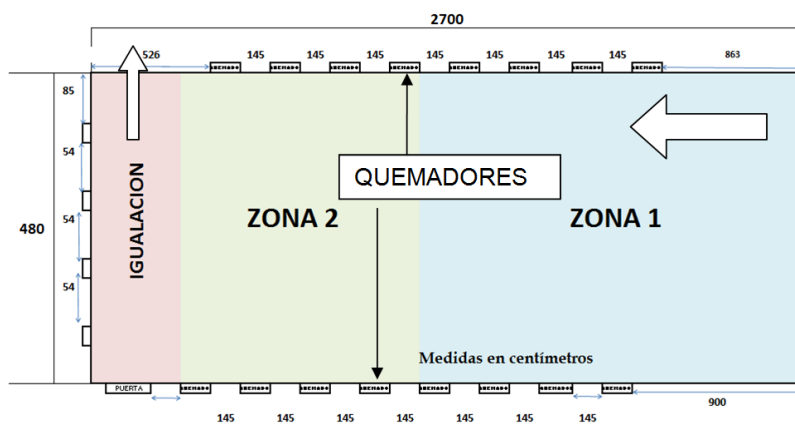 2700
526 145 145 145 145 145 145 145 863
85
54
54
54
480
IGUALACION
QUEMADORES
ZONA 2
ZONA 1
Medidas en centímetros
PUERTA
900
145 145 145 145 145 145 145